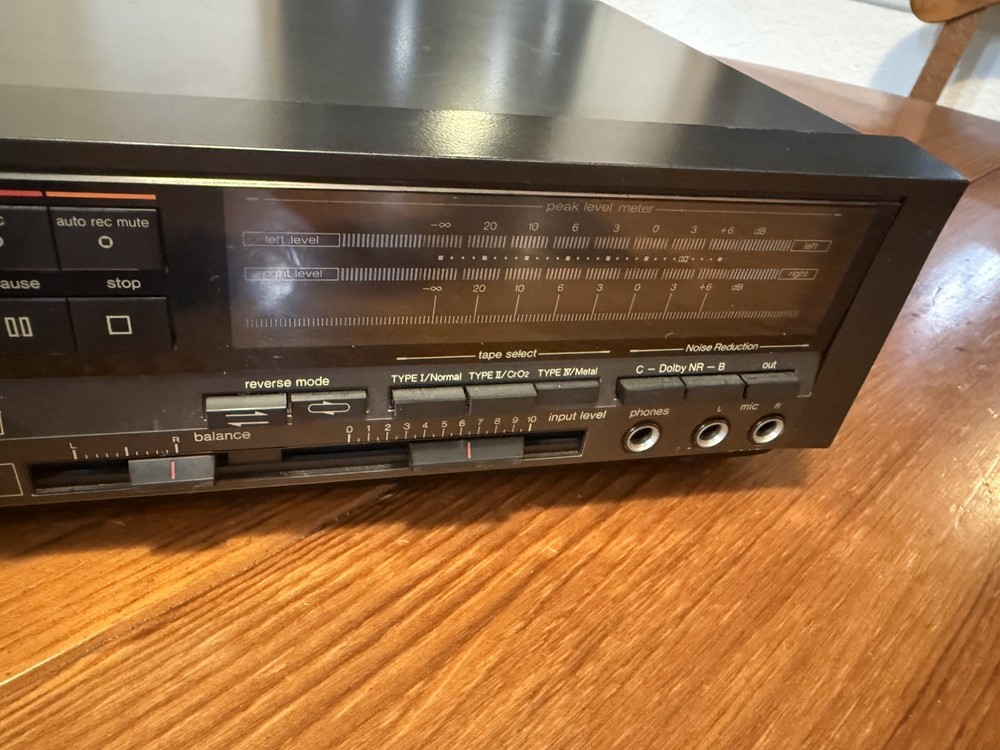 auto rec mute
ause
stop
peak level meter
-∞ 20 10 6 3 0 3 +6 dB
left level
left
right level
right
-∞ 20 10 6 3 0 3 +6 dB
reverse mode
tape select
TYPE I/Normal TYPE II/CrO2 TYPE IV/Metal
Noise Reduction
C – Dolby NR – B
out
L R
balance
0 1 2 3 4 5 6 7 8 9 10
input level
phones
L mic R